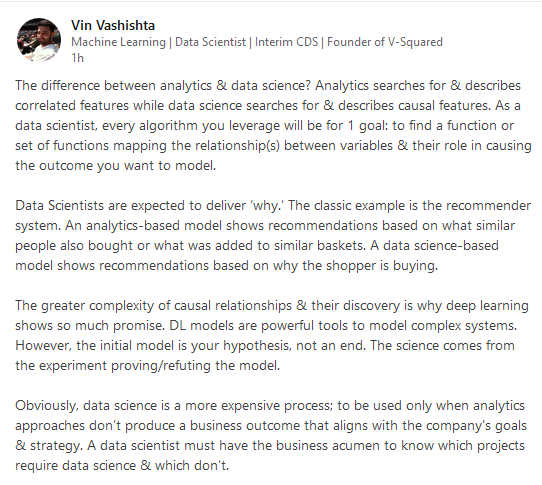 Vin Vashishta
Machine Learning | Data Scientist | Interim CDS | Founder of V-Squared
1h
The difference between analytics & data science? Analytics searches for & describes
correlated features while data science searches for & describes causal features. As a
data scientist, every algorithm you leverage will be for 1 goal: to find a function or
set of functions mapping the relationship(s) between variables & their role in causing
the outcome you want to model.
Data Scientists are expected to deliver ‘why.’ The classic example is the recommender
system. An analytics-based model shows recommendations based on what similar
people also bought or what was added to similar baskets. A data science-based
model shows recommendations based on why the shopper is buying.
The greater complexity of causal relationships & their discovery is why deep learning
shows so much promise. DL models are powerful tools to model complex systems.
However, the initial model is your hypothesis, not an end. The science comes from
the experiment proving/refuting the model.
Obviously, data science is a more expensive process; to be used only when analytics
approaches don't produce a business outcome that aligns with the company's goals
& strategy. A data scientist must have the business acumen to know which projects
require data science & which don't.